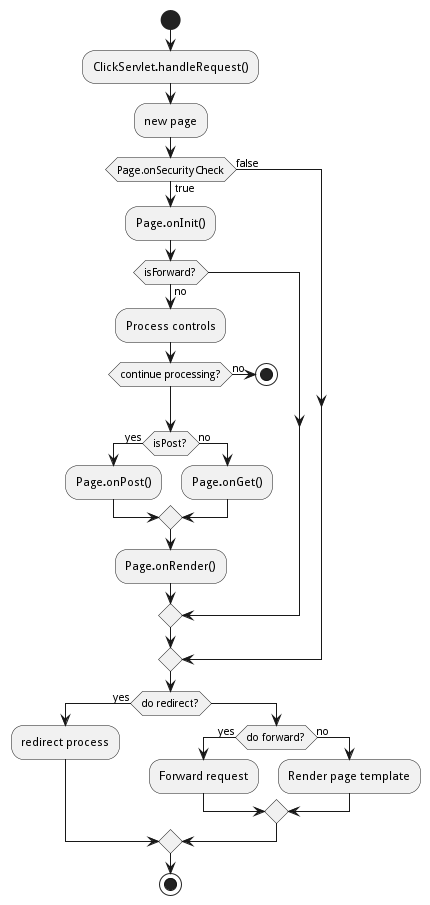 ClickServlet.handleRequest()
new page
Page.onSecurityCheck
false
true
Page.onInit()
isForward?
no
Process controls
continue processing?
no
isPost?
yes
no
Page.onPost()
Page.onGet()
Page.onRender()
do redirect?
yes
redirect process
do forward?
yes
no
Forward request
Render page template